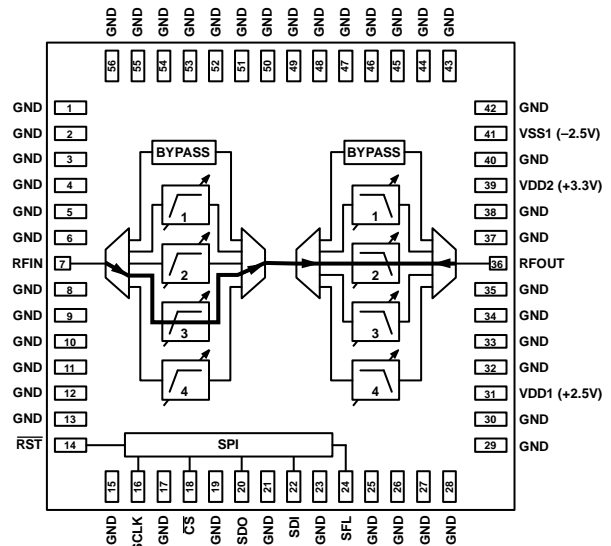 GND GND GND GND GND GND GND GND GND GND GND GND GND GND
56 55 54 53 52 51 50 49 48 47 46 45 44 43
GND 1 42 GND
GND 2 41 VSS1 (–2.5V)
GND 3 BYPASS BYPASS 40 GND
GND 4 39 VDD2 (+3.3V)
GND 5 1 1 38 GND
GND 6 37 GND
RFIN 7 2 2 36 RFOUT
GND 8 35 GND
GND 9 34 GND
GND 10 3 3 33 GND
GND 11 32 GND
GND 12 4 4 31 VDD1 (+2.5V)
GND 13 30 GND
RST 14 SPI 29 GND
15 16 17 18 19 20 21 22 23 24 25 26 27 28
GND SCLK GND CS GND SDO GND SDI GND SFL GND GND GND GND